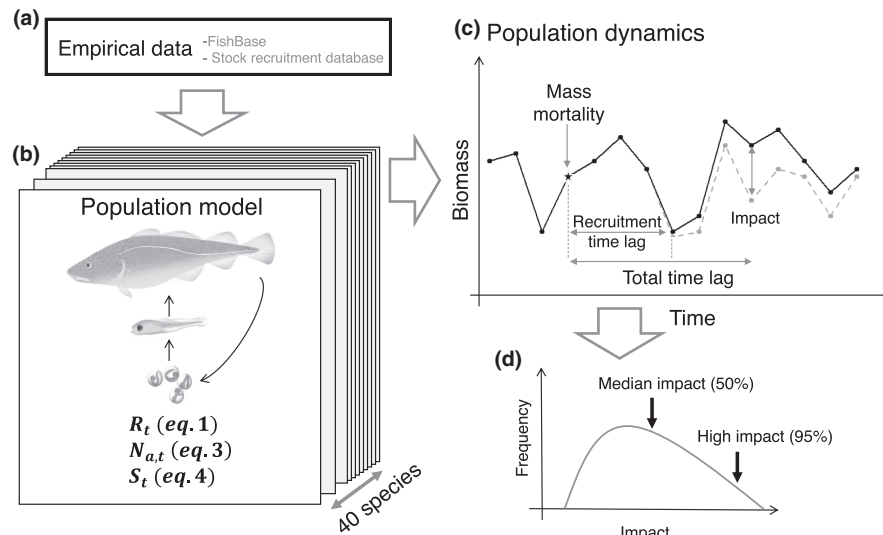 (a)
Empirical data
-FishBase
- Stock recruitment database
(b)
Population model
R_t (eq. 1)
N_{a,t} (eq. 3)
S_t (eq. 4)
40 species
(c) Population dynamics
Biomass
Mass
mortality
Recruitment
time lag
Impact
Total time lag
Time
(d)
Frequency
Median impact (50%)
High impact (95%)
Impact